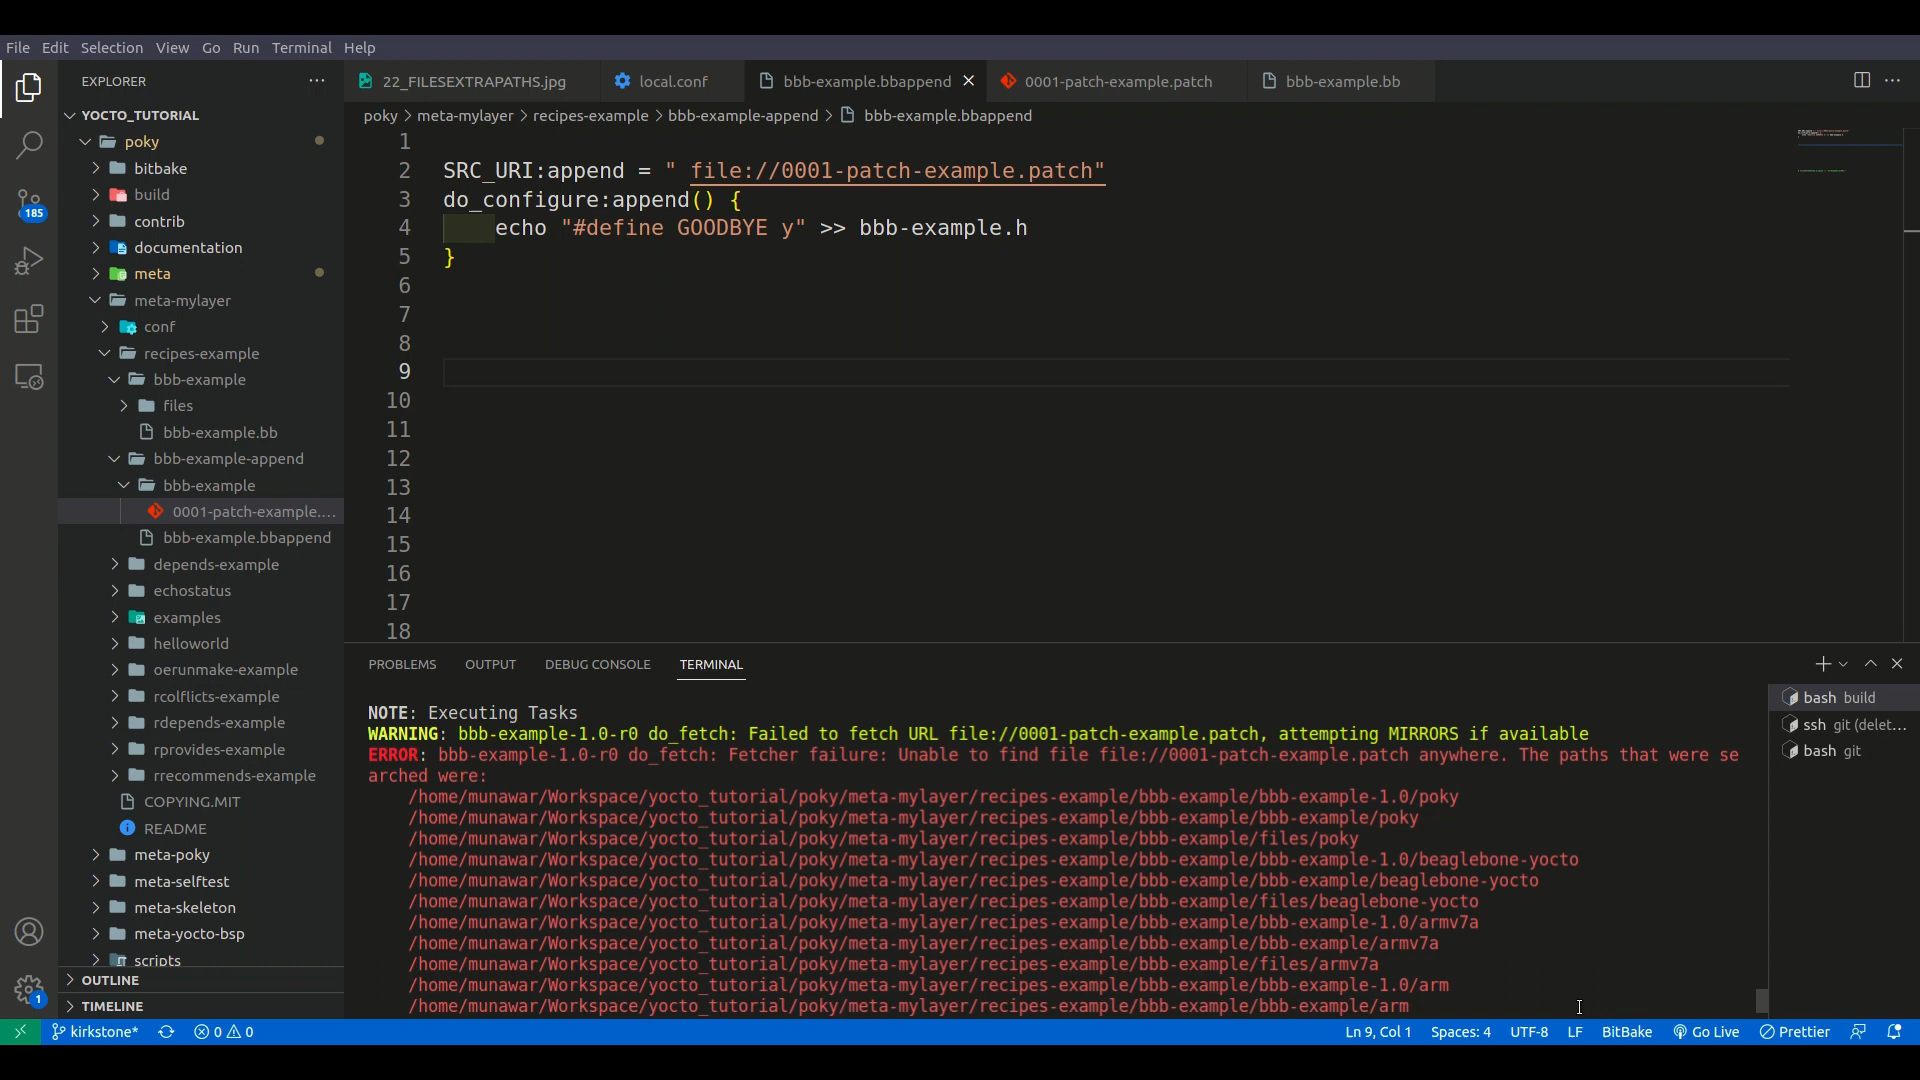 File Edit Selection View Go Run Terminal Help
EXPLORER
22_FILESEXTRAPATHS.jpg
local.conf
bbb-example.bbappend
0001-patch-example.patch
bbb-example.bb
YOCTO_TUTORIAL
poky
bitbake
build
contrib
documentation
meta
meta-mylayer
conf
recipes-example
bbb-example
files
bbb-example.bb
bbb-example-append
bbb-example
0001-patch-example....
bbb-example.bbappend
depends-example
echostatus
examples
helloworld
oerunmake-example
rcolflicts-example
rdepends-example
rprovides-example
rrecommends-example
COPYING.MIT
README
meta-poky
meta-selftest
meta-skeleton
meta-yocto-bsp
scripts
OUTLINE
TIMELINE
185
1
poky > meta-mylayer > recipes-example > bbb-example-append > bbb-example.bbappend
1
2 SRC_URI:append = " file://0001-patch-example.patch"
3 do_configure:append() {
4 echo "#define GOODBYE y" >> bbb-example.h
5 }
6
7
8
9
10
11
12
13
14
15
16
17
18
PROBLEMS OUTPUT DEBUG CONSOLE TERMINAL
NOTE: Executing Tasks
WARNING: bbb-example-1.0-r0 do_fetch: Failed to fetch URL file://0001-patch-example.patch, attempting MIRRORS if available
ERROR: bbb-example-1.0-r0 do_fetch: Fetcher failure: Unable to find file file://0001-patch-example.patch anywhere. The paths that were se
arched were:
/home/munawar/Workspace/yocto_tutorial/poky/meta-mylayer/recipes-example/bbb-example/bbb-example-1.0/poky
/home/munawar/Workspace/yocto_tutorial/poky/meta-mylayer/recipes-example/bbb-example/bbb-example/poky
/home/munawar/Workspace/yocto_tutorial/poky/meta-mylayer/recipes-example/bbb-example/files/poky
/home/munawar/Workspace/yocto_tutorial/poky/meta-mylayer/recipes-example/bbb-example/bbb-example-1.0/beaglebone-yocto
/home/munawar/Workspace/yocto_tutorial/poky/meta-mylayer/recipes-example/bbb-example/bbb-example/beaglebone-yocto
/home/munawar/Workspace/yocto_tutorial/poky/meta-mylayer/recipes-example/bbb-example/files/beaglebone-yocto
/home/munawar/Workspace/yocto_tutorial/poky/meta-mylayer/recipes-example/bbb-example/bbb-example-1.0/armv7a
/home/munawar/Workspace/yocto_tutorial/poky/meta-mylayer/recipes-example/bbb-example/bbb-example/armv7a
/home/munawar/Workspace/yocto_tutorial/poky/meta-mylayer/recipes-example/bbb-example/files/armv7a
/home/munawar/Workspace/yocto_tutorial/poky/meta-mylayer/recipes-example/bbb-example/bbb-example-1.0/arm
/home/munawar/Workspace/yocto_tutorial/poky/meta-mylayer/recipes-example/bbb-example/bbb-example/arm
bash build
ssh git (delet...
bash git
kirkstone* 0 0
Ln 9, Col 1 Spaces: 4 UTF-8 LF BitBake Go Live Prettier